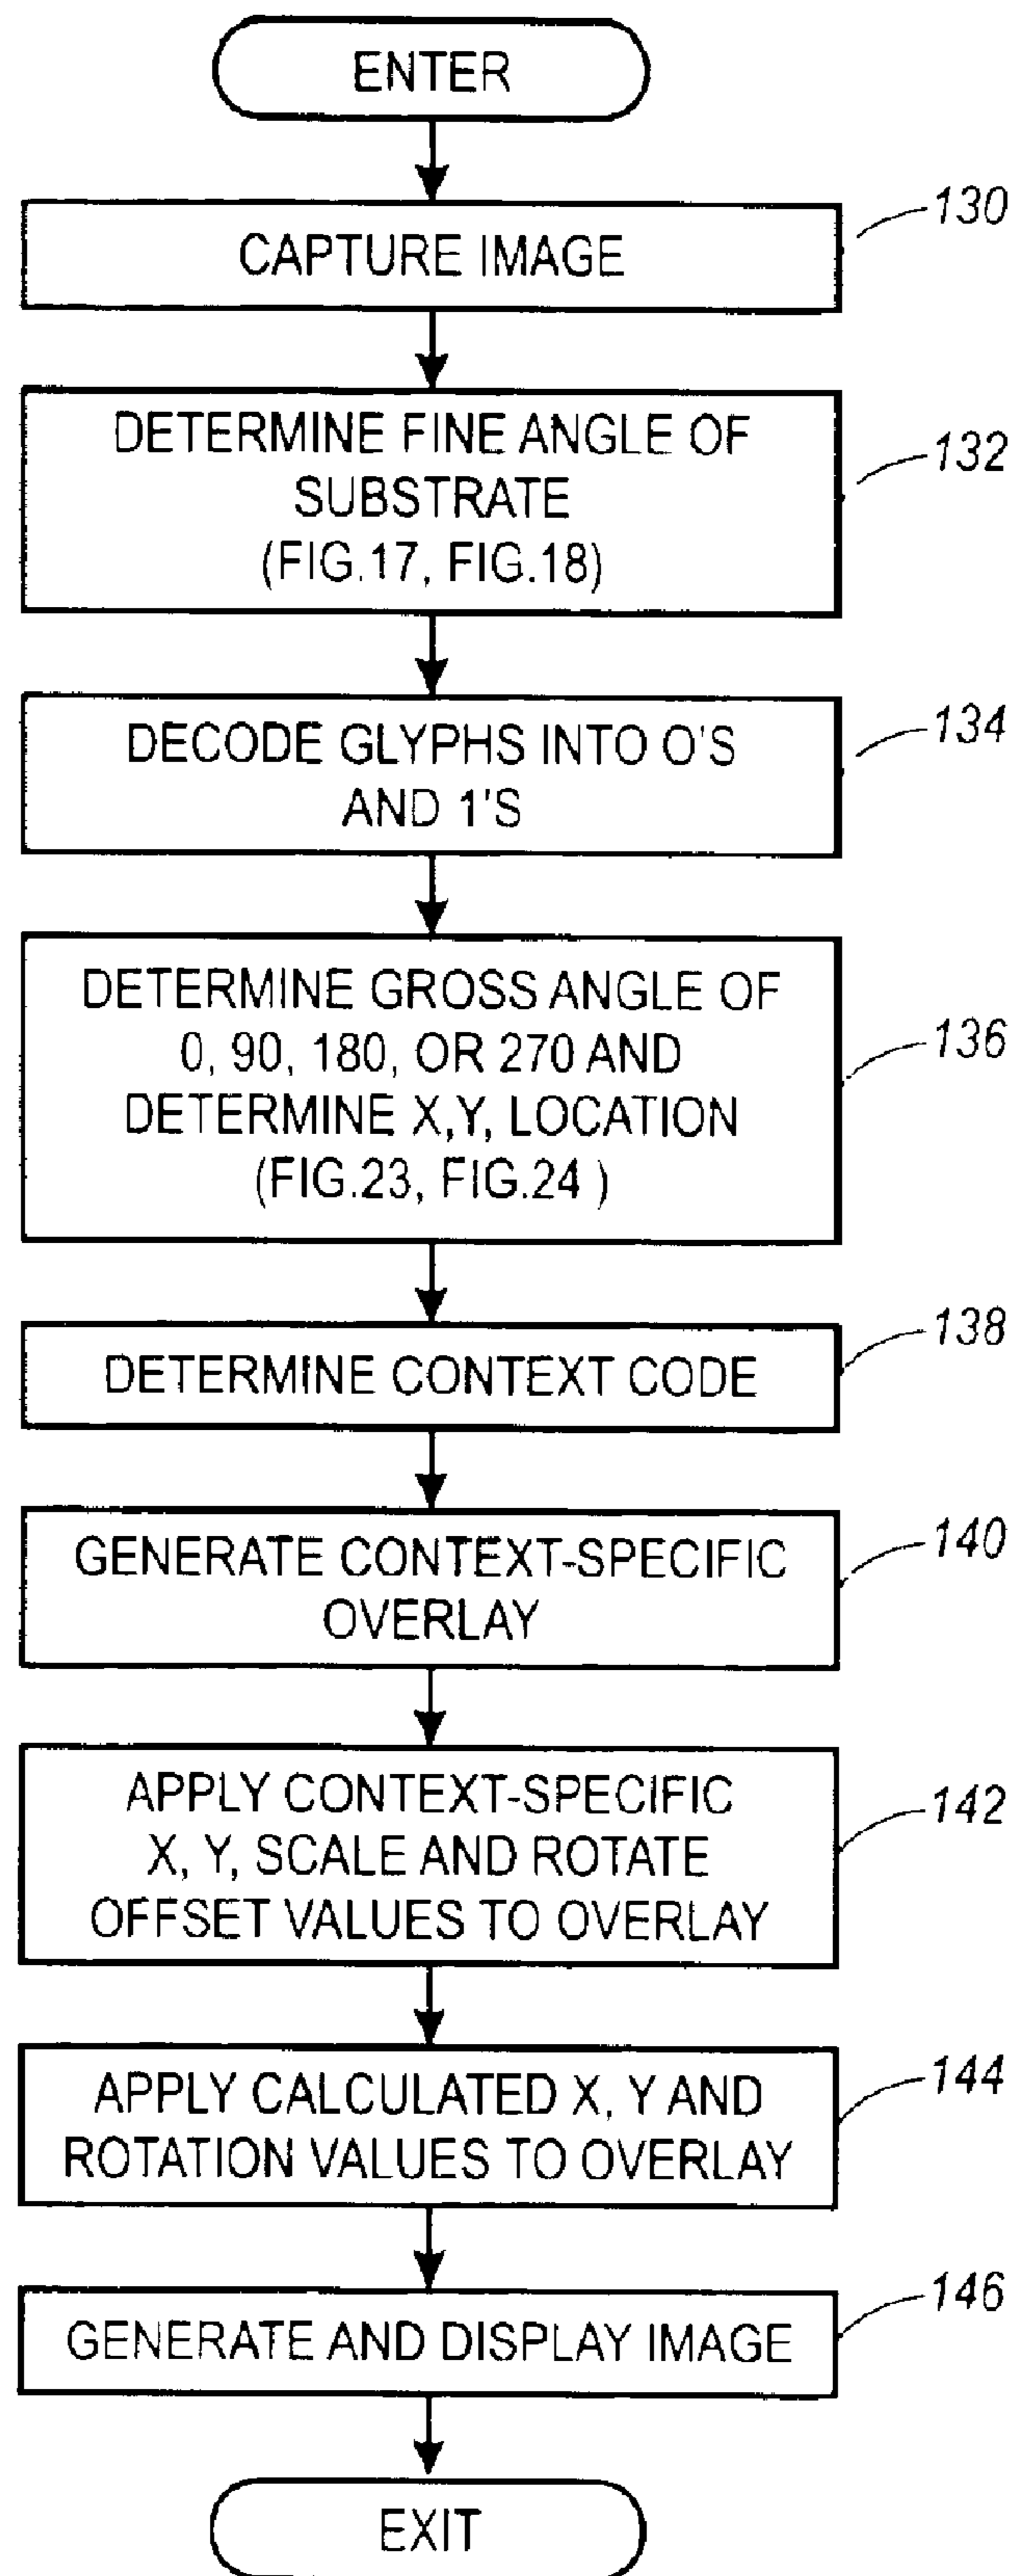 ENTER
CAPTURE IMAGE
130
DETERMINE FINE ANGLE OF
SUBSTRATE
(FIG.17, FIG.18)
132
DECODE GLYPHS INTO O'S
AND 1'S
134
DETERMINE GROSS ANGLE OF
0, 90, 180, OR 270 AND
DETERMINE X,Y, LOCATION
(FIG.23, FIG.24 )
136
DETERMINE CONTEXT CODE
138
GENERATE CONTEXT-SPECIFIC
OVERLAY
140
APPLY CONTEXT-SPECIFIC
X, Y, SCALE AND ROTATE
OFFSET VALUES TO OVERLAY
142
APPLY CALCULATED X, Y AND
ROTATION VALUES TO OVERLAY
144
GENERATE AND DISPLAY IMAGE
146
EXIT